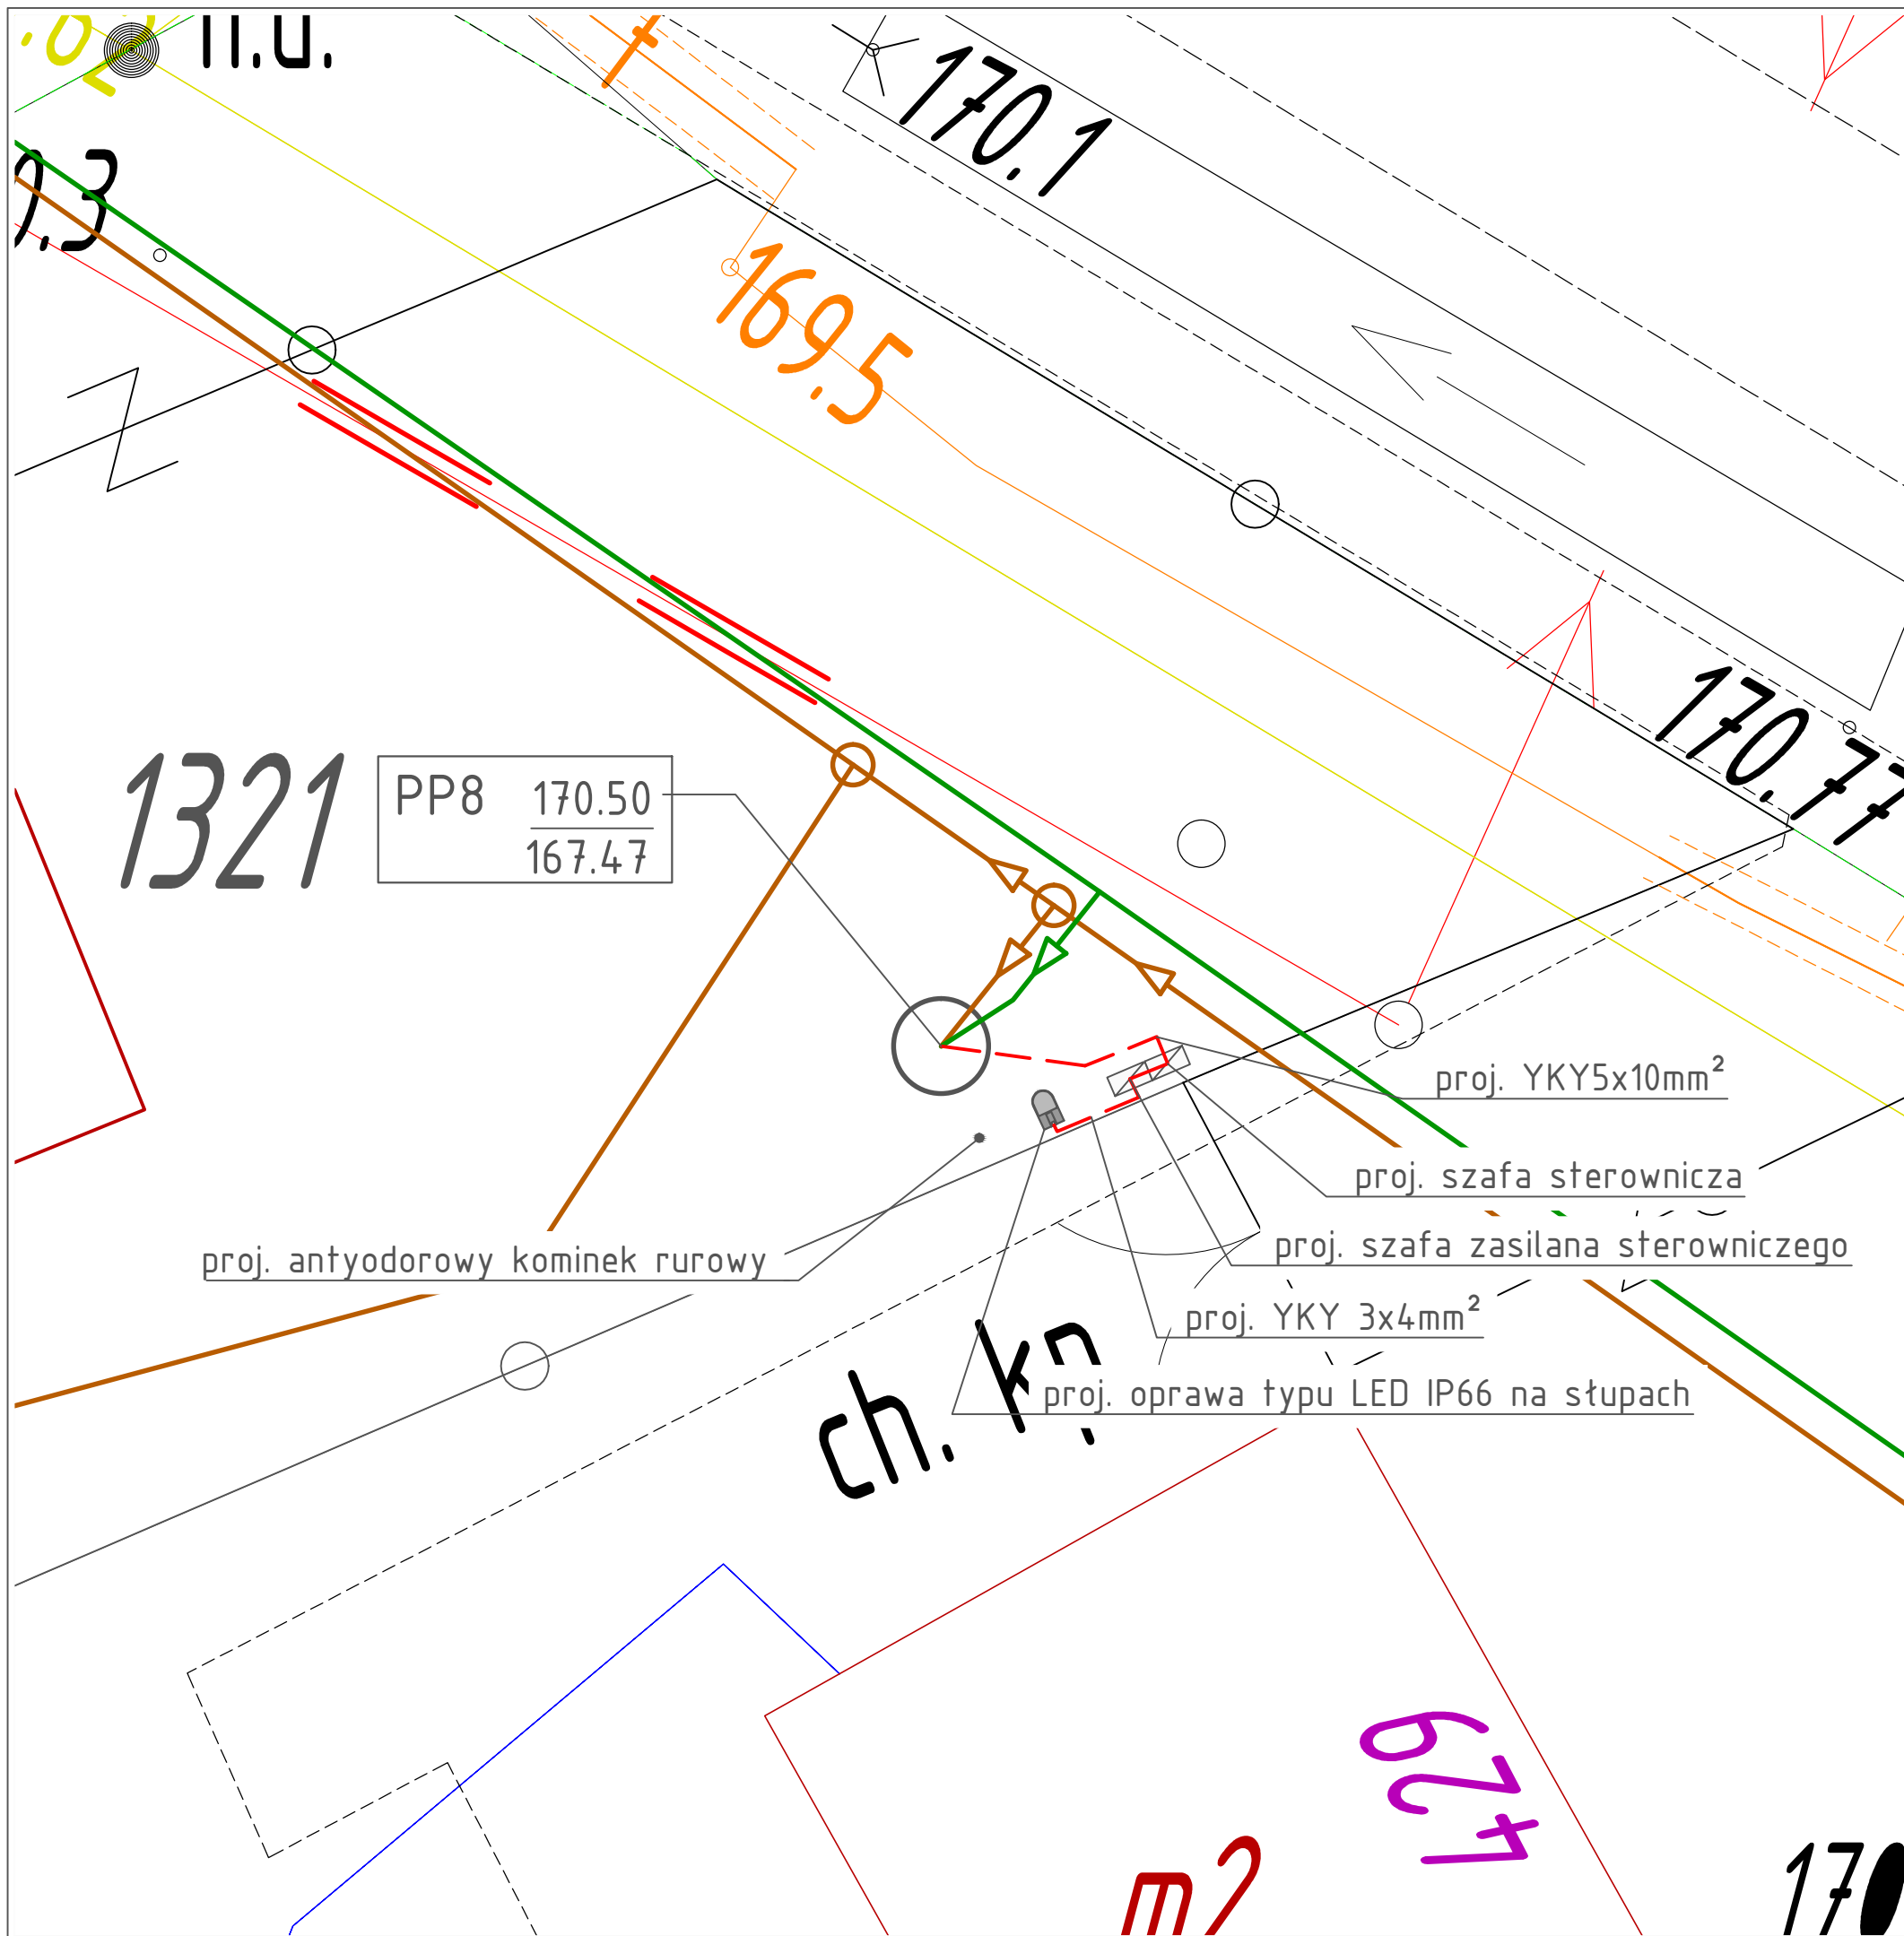 n.u.
170.1
169.5
170.77
1321
PP8 170.50
167.47
proj. YKY5x10mm²
proj. szafa sterownicza
proj. szafa zasilana sterowniczego
proj. antyodorowy kominek rurowy
proj. YKY 3x4mm²
ch. kp
proj. oprawa typu LED IP66 na słupach
429
m2
170